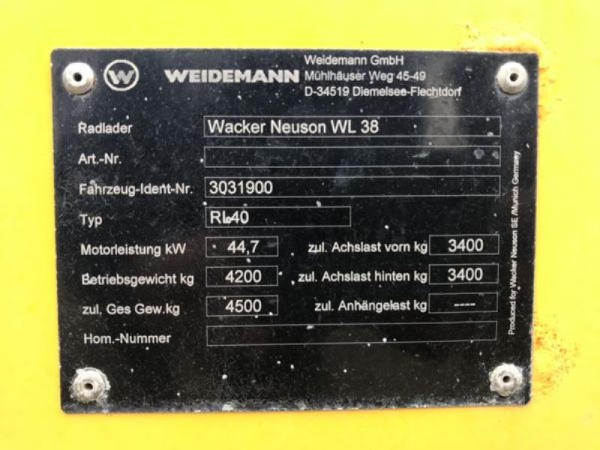 W WEIDEMANN
Weidemann GmbH
Mühlhäuser Weg 45-49
D-34519 Diemelsee-Flechtdorf
Radlader Wacker Neuson WL 38
Art.-Nr.
Fahrzeug-Ident-Nr. 3031900
Typ RL40
Motorleistung kW 44,7 zul. Achslast vorn kg 3400
Betriebsgewicht kg 4200 zul. Achslast hinten kg 3400
zul. Ges Gew.kg 4500 zul. Anhängelast kg ----
Hom.-Nummer
Produced for Wacker Neuson SE /Munich Germany